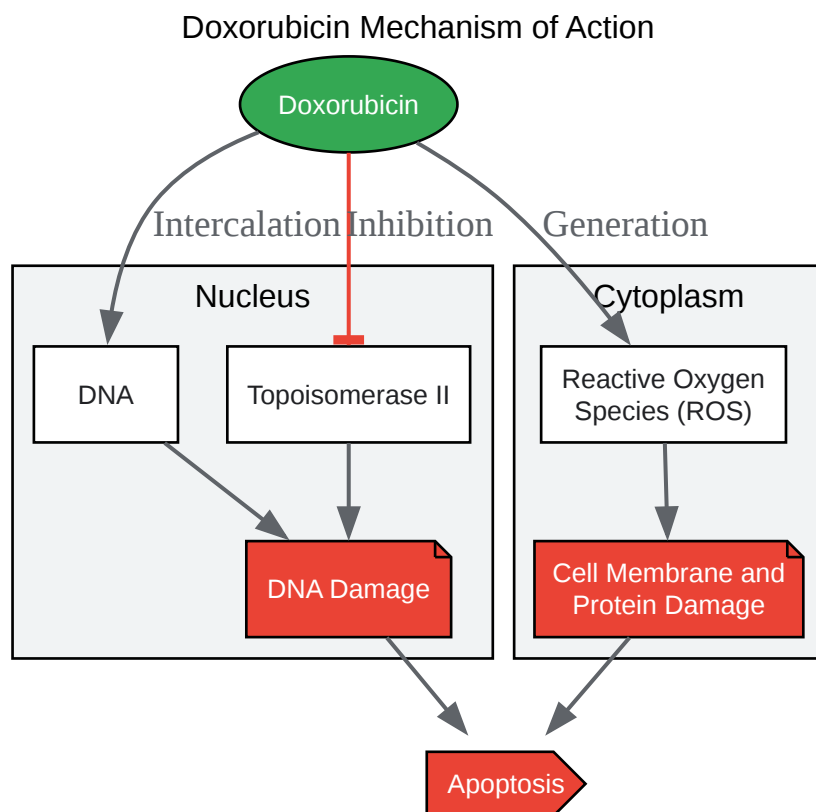 Doxorubicin Mechanism of Action
Doxorubicin
Intercalation
Inhibition
Generation
Nucleus
Cytoplasm
DNA
Topoisomerase II
Reactive Oxygen
Species (ROS)
DNA Damage
Cell Membrane and
Protein Damage
Apoptosis